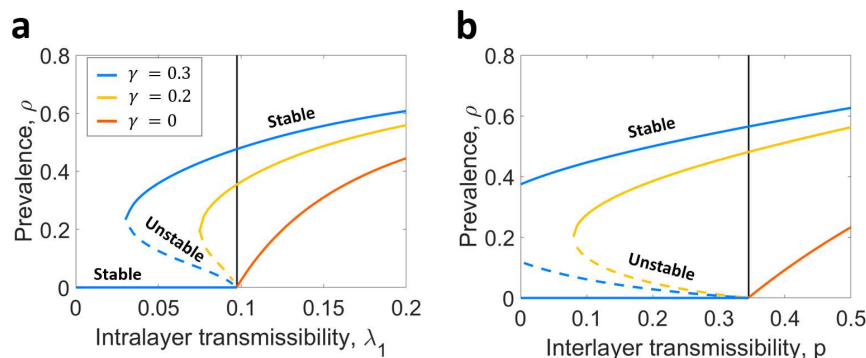 a
0.8
0.6
0.4
0.2
0
Prevalence, ρ
γ = 0.3
γ = 0.2
γ = 0
Stable
Unstable
Stable
0 0.05 0.1 0.15 0.2
Intralayer transmissibility, λ1
b
0.8
0.6
0.4
0.2
0
Prevalence, ρ
Stable
Unstable
0 0.1 0.2 0.3 0.4 0.5
Interlayer transmissibility, p